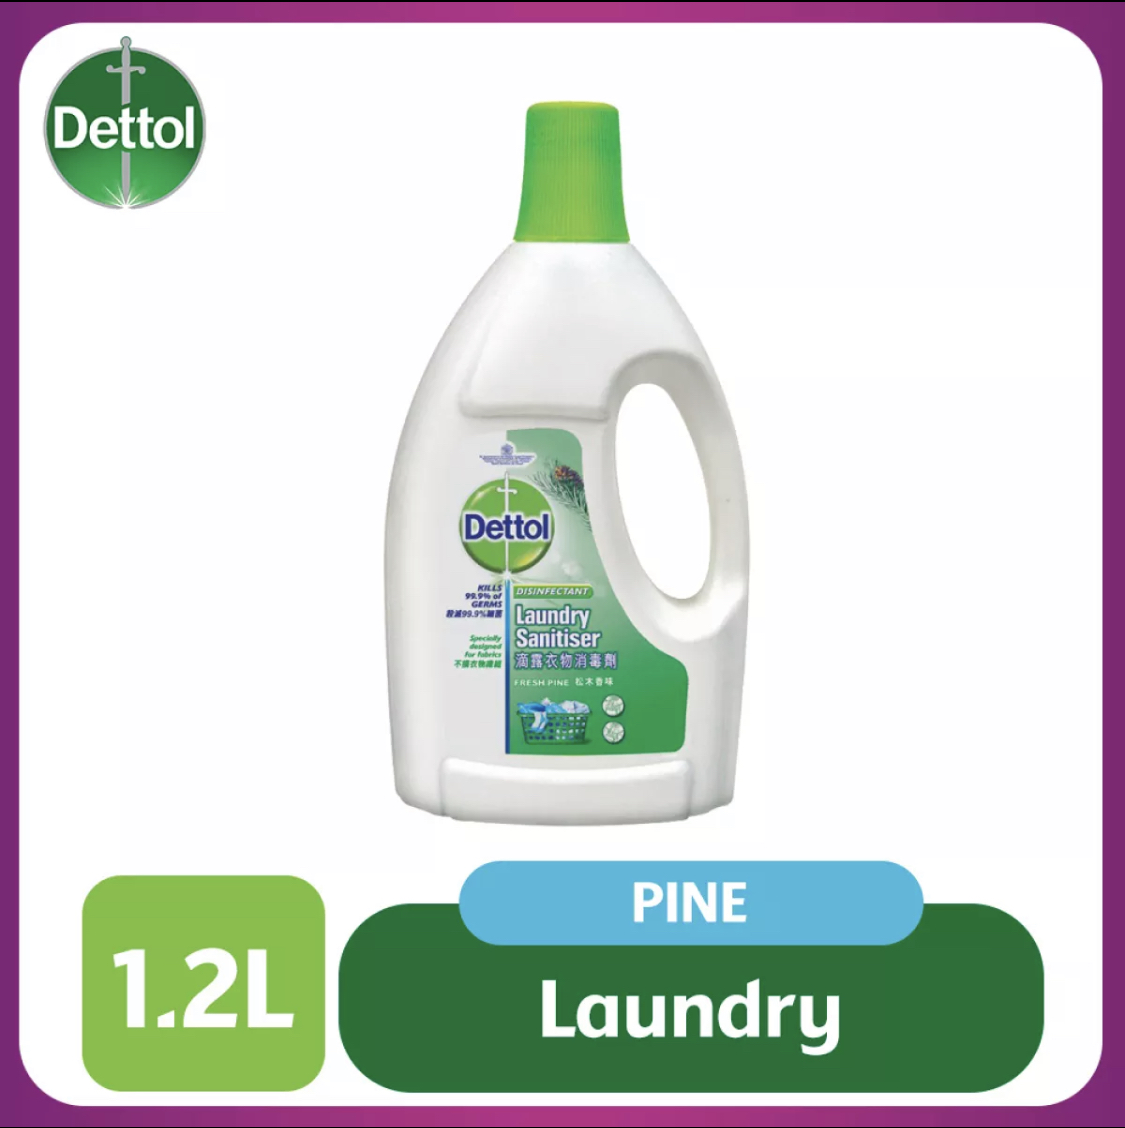 Dettol
Dettol
KILLS
99.9% of
GERMS
殺滅99.9%細菌
Specially
designed
for fabrics
不損衣物纖維
DISINFECTANT
Laundry
Sanitiser
滴露衣物消毒劑
FRESH PINE 松木香味
PINE
1.2L
Laundry